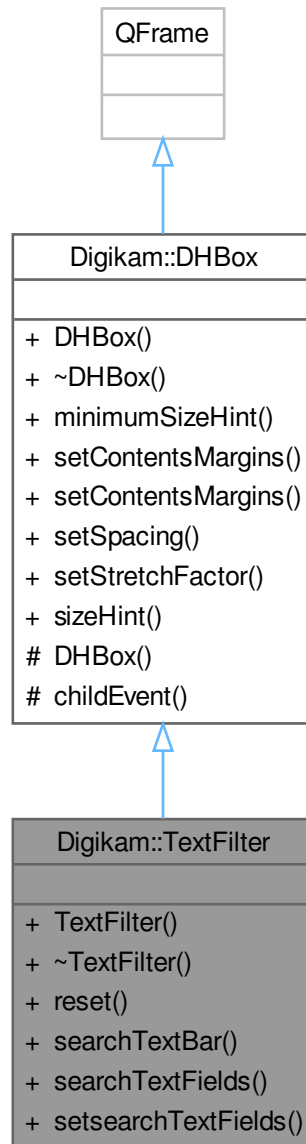 QFrame
Digikam::DHBox
+ DHBox()
+ ~DHBox()
+ minimumSizeHint()
+ setContentsMargins()
+ setContentsMargins()
+ setSpacing()
+ setStretchFactor()
+ sizeHint()
# DHBox()
# childEvent()
Digikam::TextFilter
+ TextFilter()
+ ~TextFilter()
+ reset()
+ searchTextBar()
+ searchTextFields()
+ setsearchTextFields()